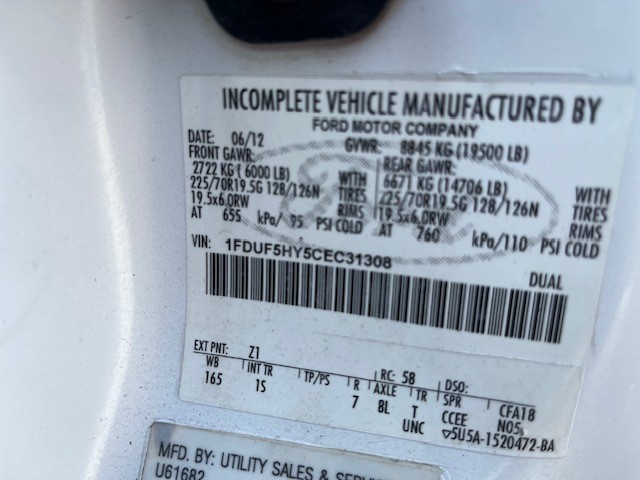 INCOMPLETE VEHICLE MANUFACTURED BY
FORD MOTOR COMPANY
DATE: 06/12 GVWR: 8845 KG (19500 LB)
FRONT GAWR: REAR GAWR:
2722 KG (6000 LB) WITH 6671 KG (14706 LB) WITH
225/70R19.5G 128/126N TIRES 225/70R19.5G 128/126N TIRES
19.5x6.0RW RIMS 19.5x6.0RW RIMS
AT 655 kPa/ 95 PSI COLD AT 760 kPa/110 PSI COLD
VIN: 1FDUF5HY5CEC31308
DUAL
EXT PNT: Z1 RC: 58 DSO:
WB INT TR TP/PS R AXLE TR SPR CFA18
165 1S 7 8L T CCEE N05
UNC ▽5U5A-1520472-BA
MFD. BY: UTILITY SALES & SERVI
U61682